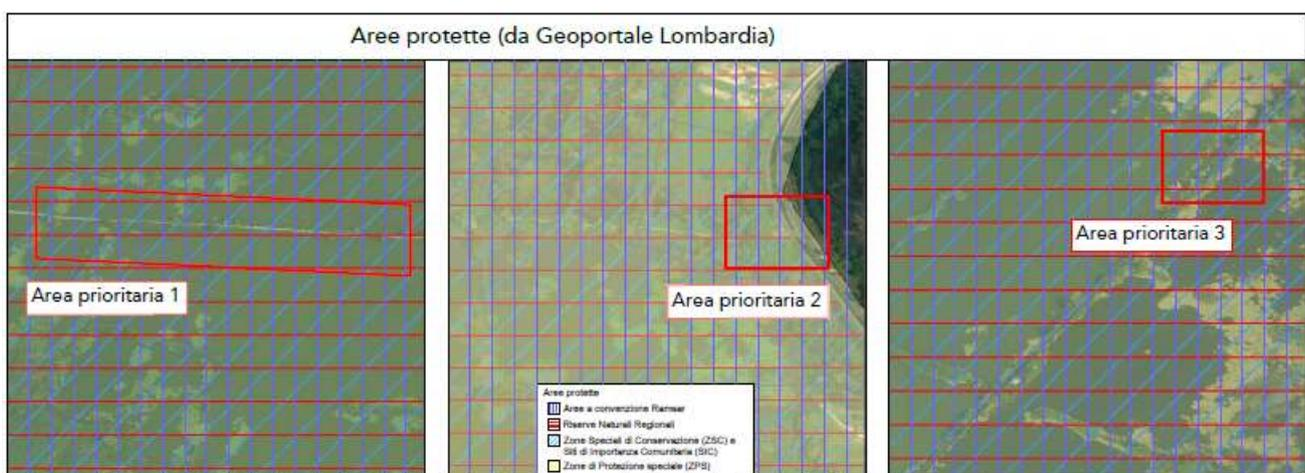 Aree protette (da Geoportale Lombardia)
Area prioritaria 1
Area prioritaria 2
Area prioritaria 3
Aree protette
Aree a convenzione Ramsar
Riserve Naturali Regionali
Zone Speciali di Conservazione (ZSC) e
Siti di Importanza Comunitaria (SIC)
Zone di Protezione speciale (ZPS)